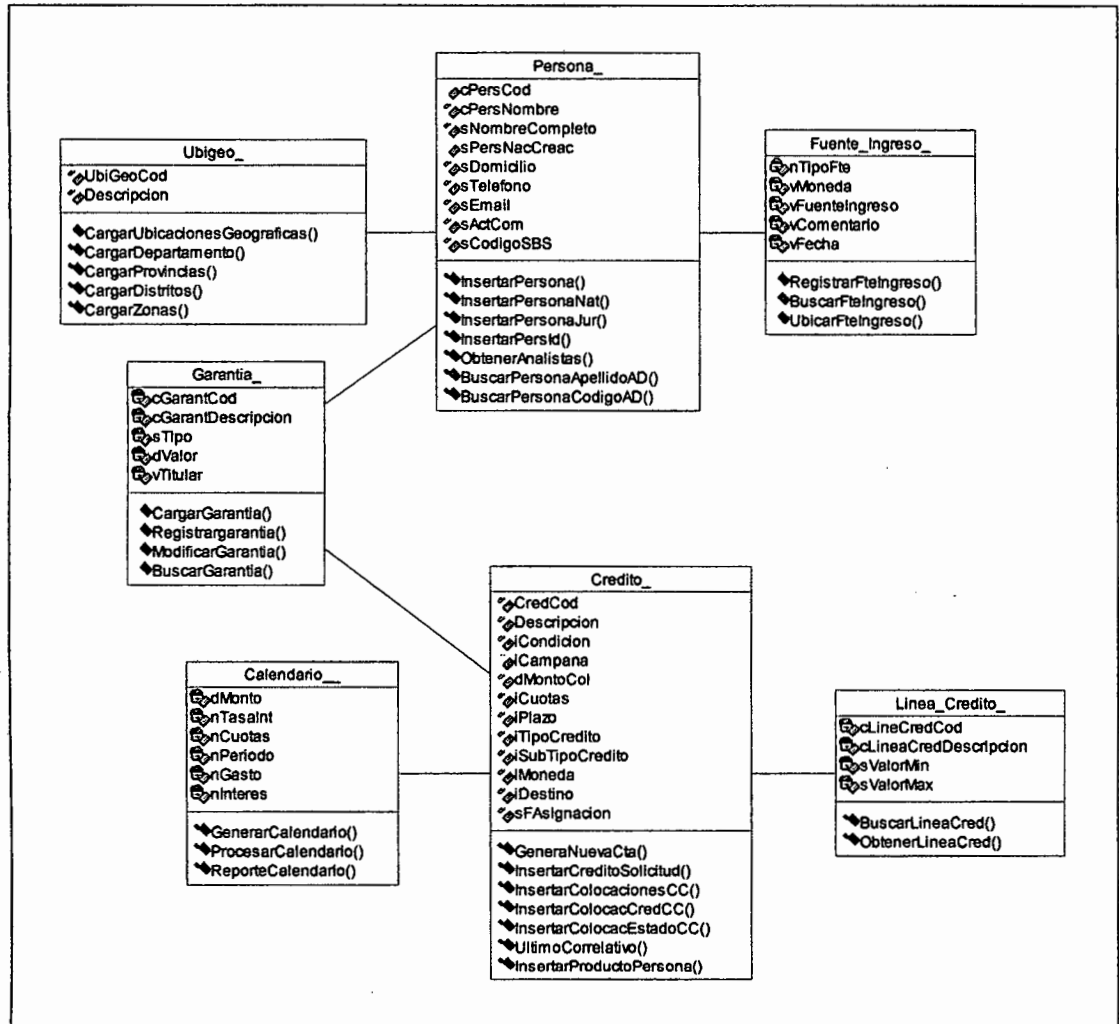 Persona_
cPersCod
cPersNombre
sNombreCompleto
sPersNacCreac
sDomicilio
sTelefono
sEmail
sActCom
sCodigoSBS
InsertarPersona()
InsertarPersonaNat()
InsertarPersonaJur()
InsertarPersId()
ObtenerAnalistas()
BuscarPersonaApellidoAD()
BuscarPersonaCodigoAD()
Ubigeo_
UbiGeoCod
Descripcion
CargarUbicacionesGeograficas()
CargarDepartamento()
CargarProvincias()
CargarDistritos()
CargarZonas()
Fuente_Ingreso_
nTipoFte
vMoneda
vFuenteIngreso
vComentario
vFecha
RegistrarFteIngreso()
BuscarFteIngreso()
UbicarFteIngreso()
Garantia_
cGarantCod
cGarantDescripcion
sTipo
dValor
vTitular
CargarGarantia()
Registrargarantia()
ModificarGarantia()
BuscarGarantia()
Credito_
CredCod
Descripcion
iCondicion
iCampana
dMontoCol
iCuotas
iPlazo
iTipoCredito
iSubTipoCredito
iMoneda
iDestino
sFAsignacion
GeneraNuevaCta()
InsertarCreditoSolicitud()
InsertarColocacionesCC()
InsertarColocacCredCC()
InsertarColocacEstadoCC()
UltimoCorrelativo()
InsertarProductoPersona()
Calendario__
dMonto
nTasaInt
nCuotas
nPeriodo
nGasto
nInteres
GenerarCalendario()
ProcesarCalendario()
ReporteCalendario()
Linea_Credito_
cLineCredCod
cLineaCredDescripcion
sValorMin
sValorMax
BuscarLineaCred()
ObtenerLineaCred()